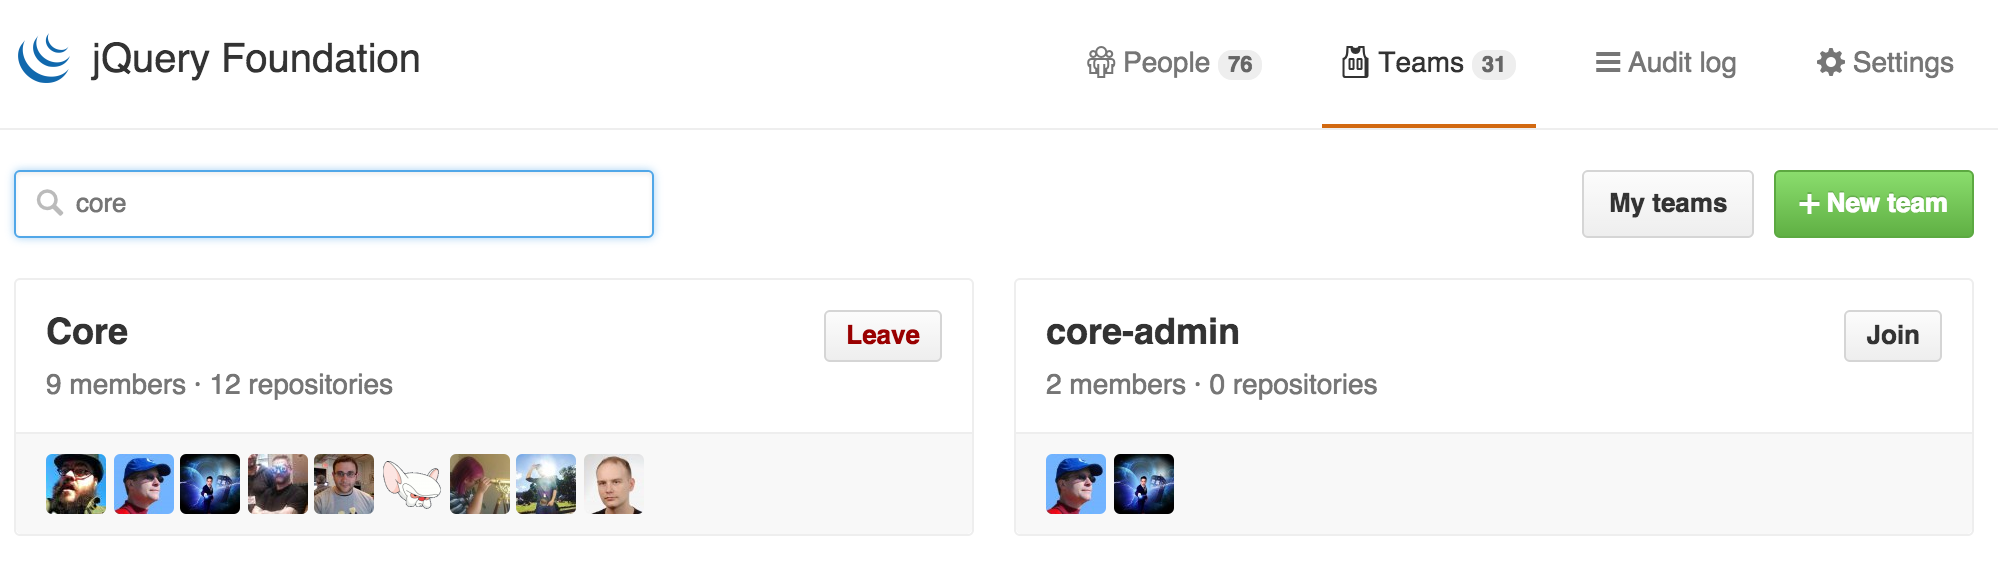 jQuery Foundation
People 76
Teams 31
Audit log
Settings
core
My teams
+ New team
Core
Leave
9 members · 12 repositories
core-admin
Join
2 members · 0 repositories